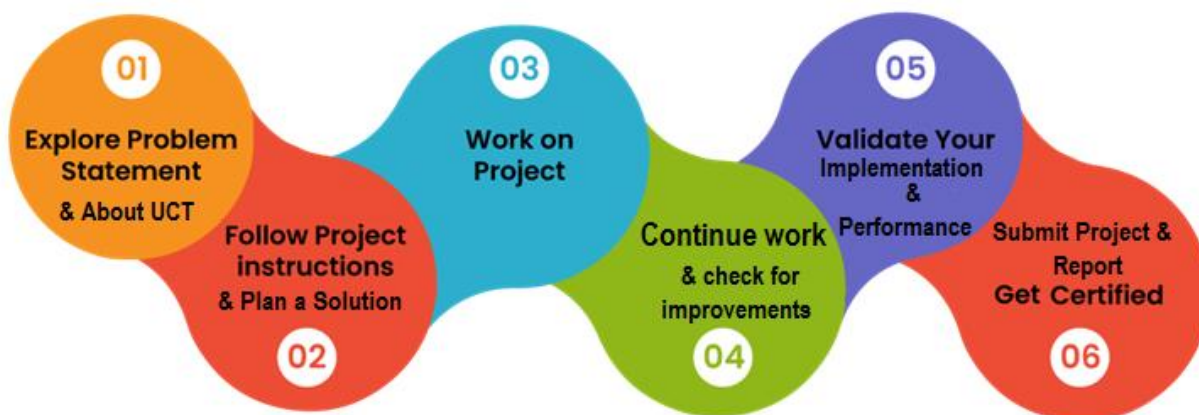 01
Explore Problem
Statement
& About UCT
Follow Project
instructions
& Plan a Solution
02
03
Work on
Project
Continue work
& check for
improvements
04
05
Validate Your
Implementation
&
Performance
Submit Project &
Report
Get Certified
06